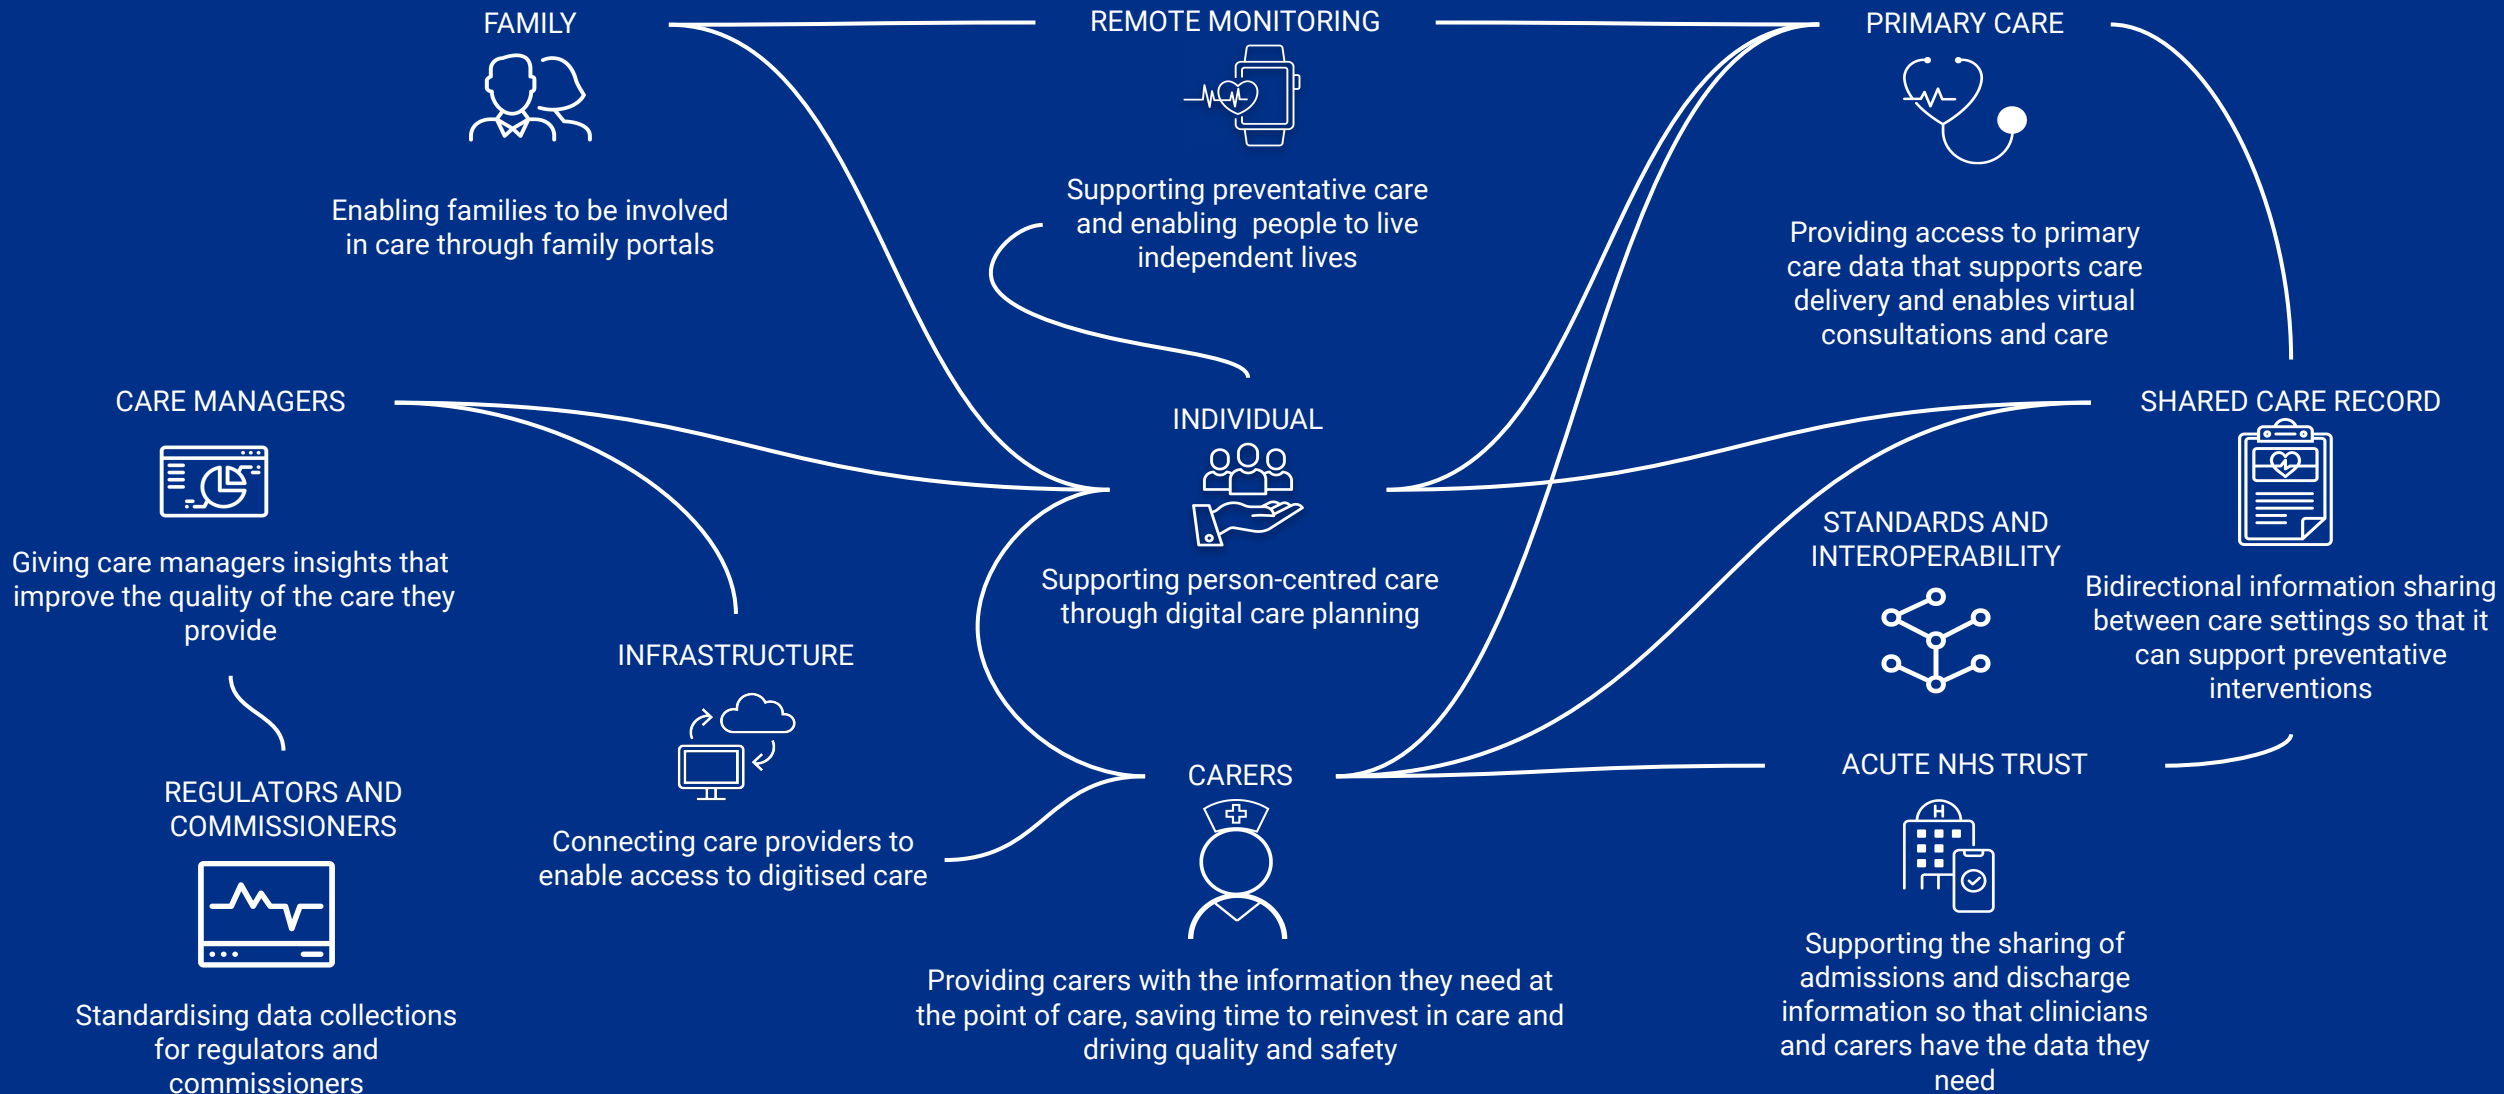 FAMILY
Enabling families to be involved
in care through family portals
REMOTE MONITORING
Supporting preventative care
and enabling  people to live
independent lives
PRIMARY CARE
Providing access to primary
care data that supports care
delivery and enables virtual
consultations and care
CARE MANAGERS
Giving care managers insights that
improve the quality of the care they
provide
INDIVIDUAL
Supporting person-centred care
through digital care planning
SHARED CARE RECORD
Bidirectional information sharing
between care settings so that it
can support preventative
interventions
STANDARDS AND
INTEROPERABILITY
INFRASTRUCTURE
Connecting care providers to
enable access to digitised care
REGULATORS AND
COMMISSIONERS
Standardising data collections
for regulators and
commissioners
CARERS
Providing carers with the information they need at
the point of care, saving time to reinvest in care and
driving quality and safety
ACUTE NHS TRUST
H
Supporting the sharing of
admissions and discharge
information so that clinicians
and carers have the data they
need